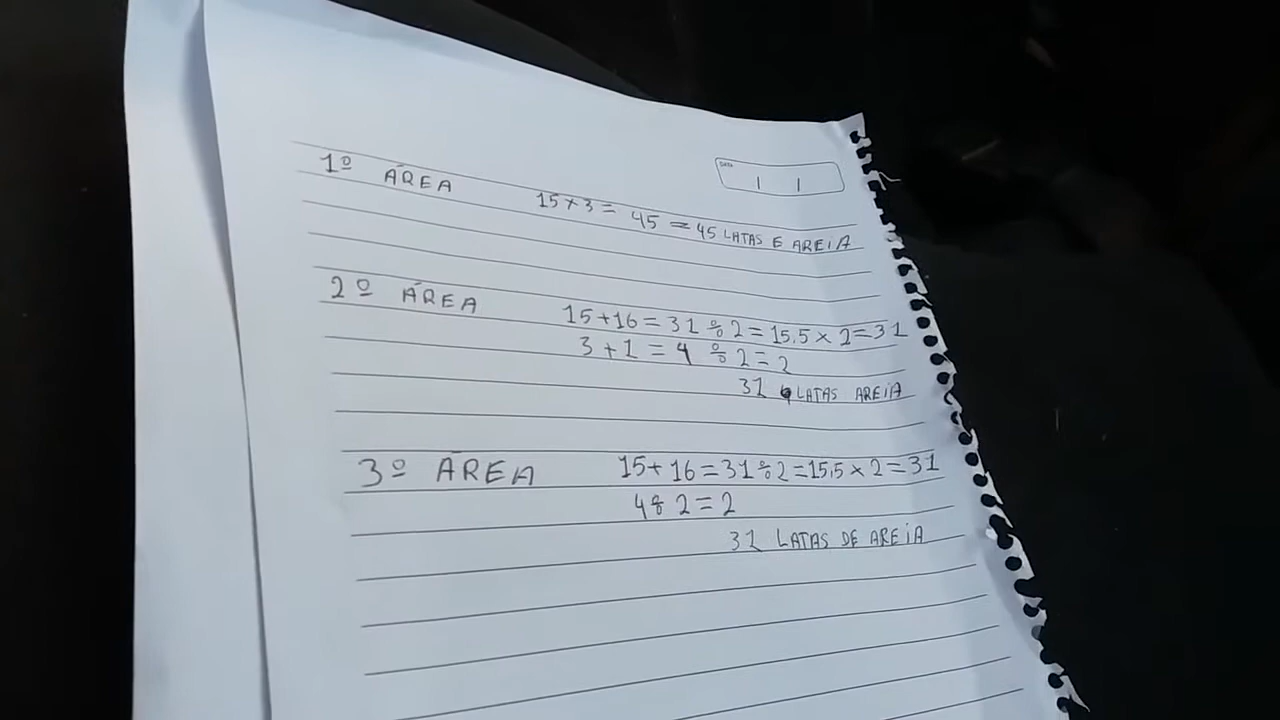 DATA
1º ÁREA 15×3= 45 = 45 LATAS E AREIA
2º ÁREA 15+16=31÷2=15,5×2=31
3+1=4 ÷2=2
31 LATAS AREIA
3º ÁREA 15+16=31÷2=15,5×2=31
4÷2=2
31 LATAS DE AREIA